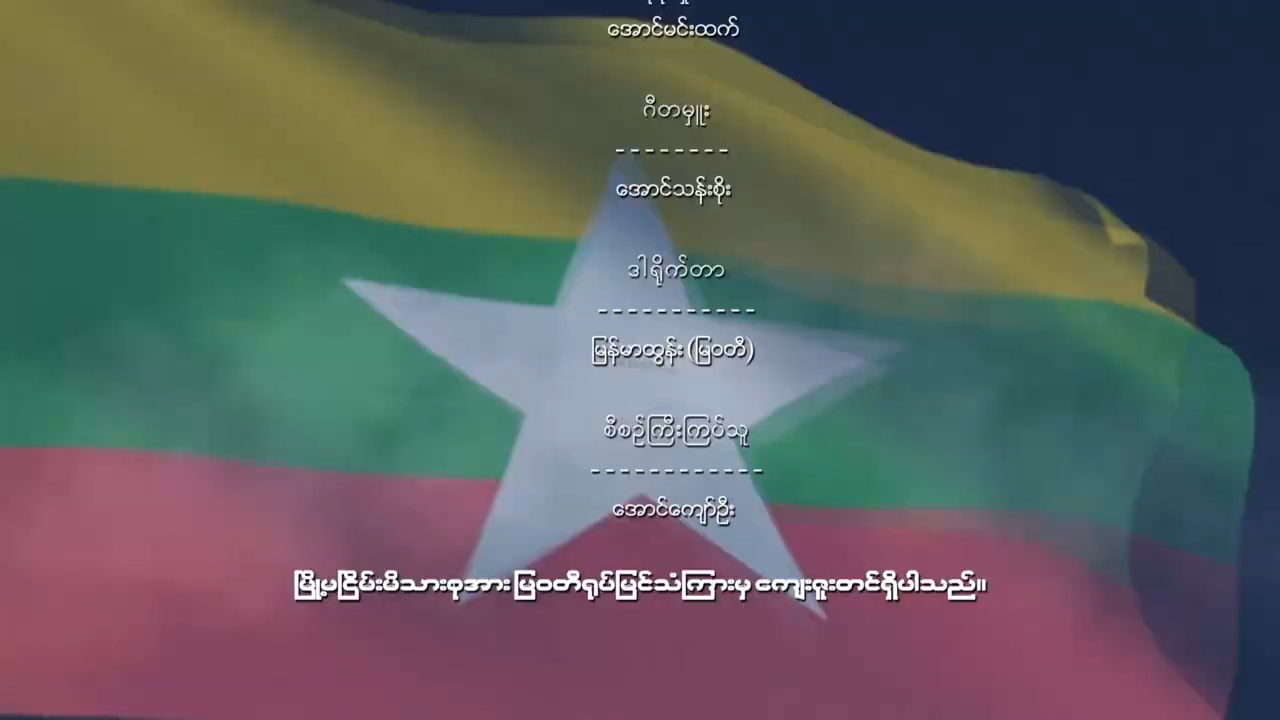 အောင်မင်းထက်
ဂီတမှူး
--------
အောင်သန်းစိုး
ဒါရိုက်တာ
-----------
မြန်မာထွန်း (မြဝတီ)
စီစဉ်ကြီးကြပ်သူ
------------
အောင်ကျော်ဦး
မြို့မငြိမ်းမိသားစုအား မြဝတီရုပ်မြင်သံကြားမှ ကျေးဇူးတင်ရှိပါသည်။